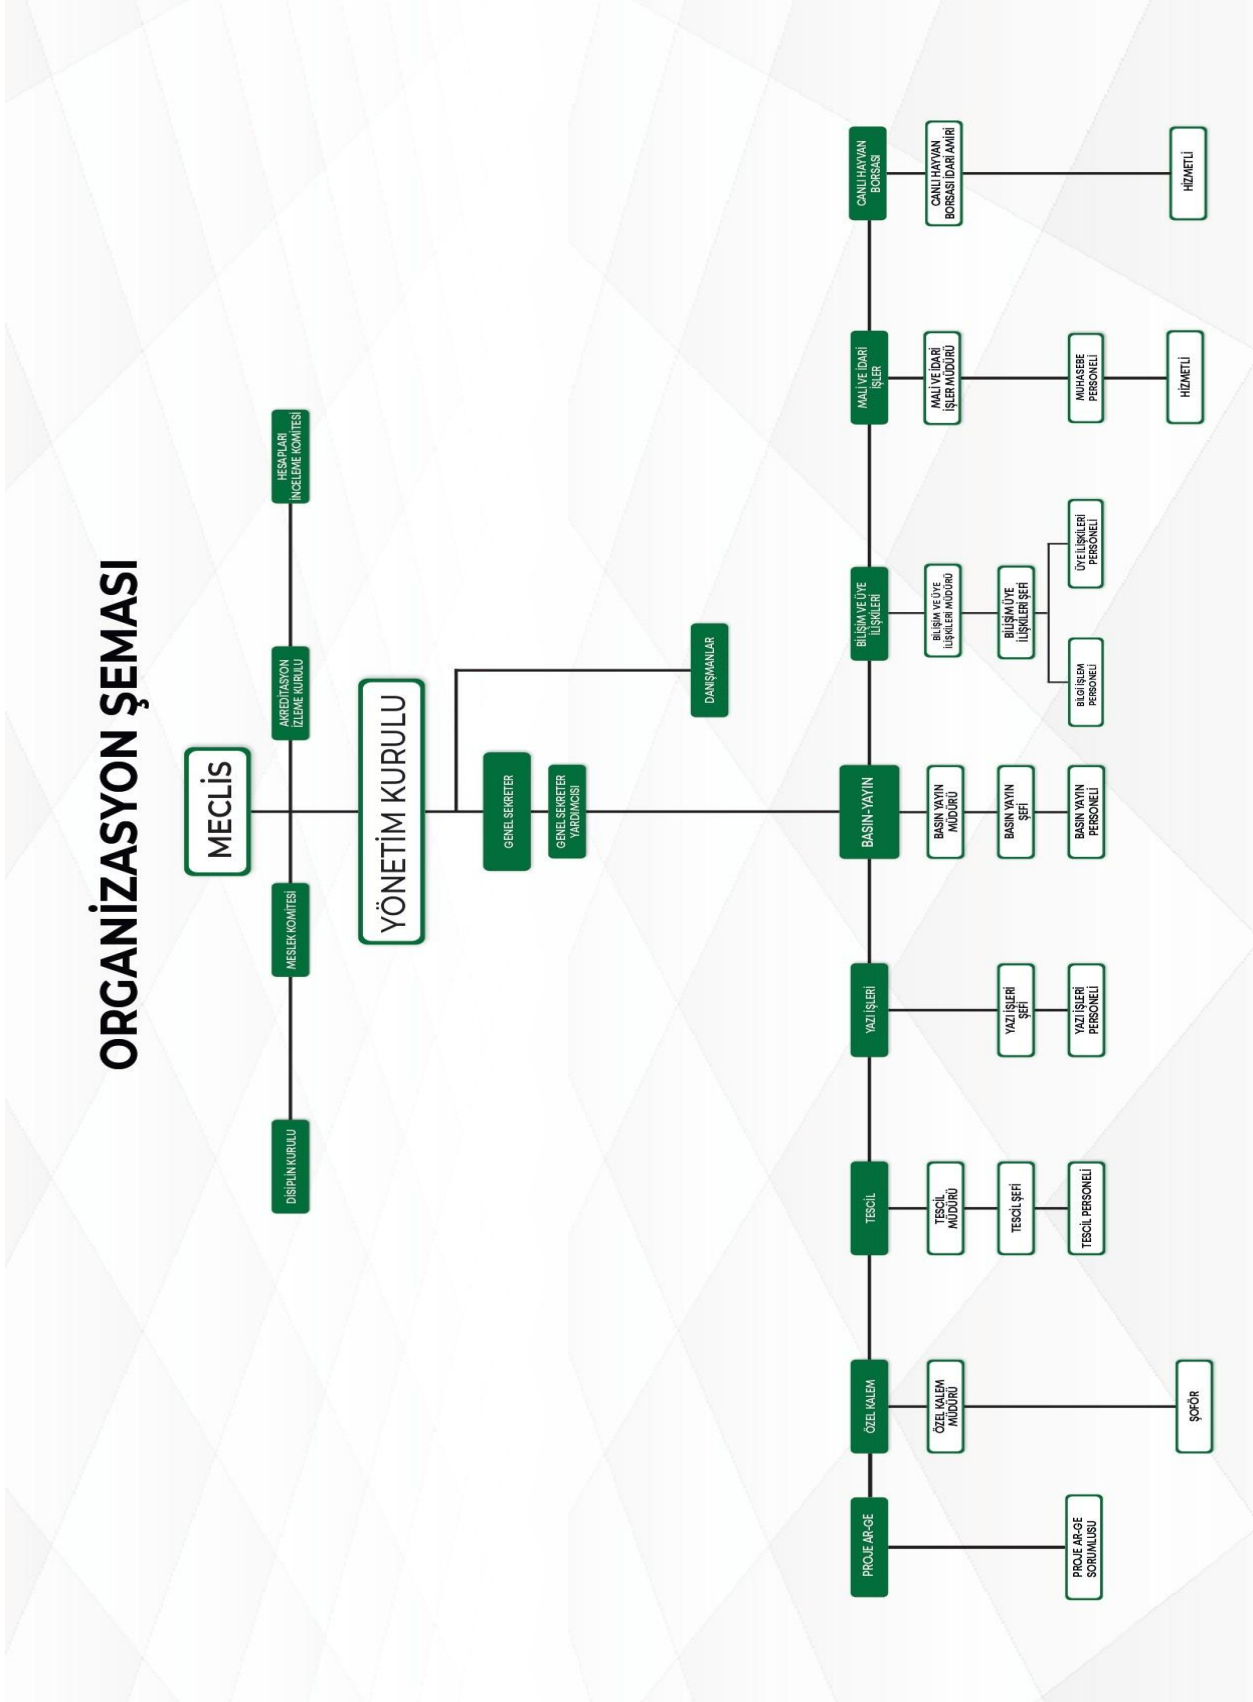 ORGANİZASYON ŞEMASI
MECLİS
DİSİPLİN KURULU
MESLEK KOMİTESİ
AKREDİTASYON
İZLEME KURULU
HESAPLARI
İNCELEME KOMİTESİ
YÖNETİM KURULU
GENEL SEKRETER
GENEL SEKRETER
YARDIMCISI
DANIŞMANLAR
PROJE AR-GE
ÖZEL KALEM
TESCİL
YAZI İŞLERİ
BASIN-YAYIN
BİLİŞİM VE ÜYE
İLİŞKİLERİ
MALİ VE İDARİ
İŞLER
CANLI HAYVAN
BORSASI
ÖZEL KALEM
MÜDÜRÜ
TESCİL
MÜDÜRÜ
BASIN YAYIN
MÜDÜRÜ
BİLİŞİM VE ÜYE
İLİŞKİLERİ MÜDÜRÜ
MALİ VE İDARİ
İŞLER MÜDÜRÜ
CANLI HAYVAN
BORSASI İDARİ AMİRİ
TESCİL ŞEFİ
YAZI İŞLERİ
ŞEFİ
BASIN YAYIN
ŞEFİ
BİLİŞİM ÜYE
İLİŞKİLERİ ŞEFİ
PROJE AR-GE
SORUMLUSU
TESCİL PERSONELİ
YAZI İŞLERİ
PERSONELİ
BASIN YAYIN
PERSONELİ
BİLGİ İŞLEM
PERSONELİ
ÜYE İLİŞKİLERİ
PERSONELİ
MUHASEBE
PERSONELİ
ŞOFÖR
HİZMETLİ
HİZMETLİ